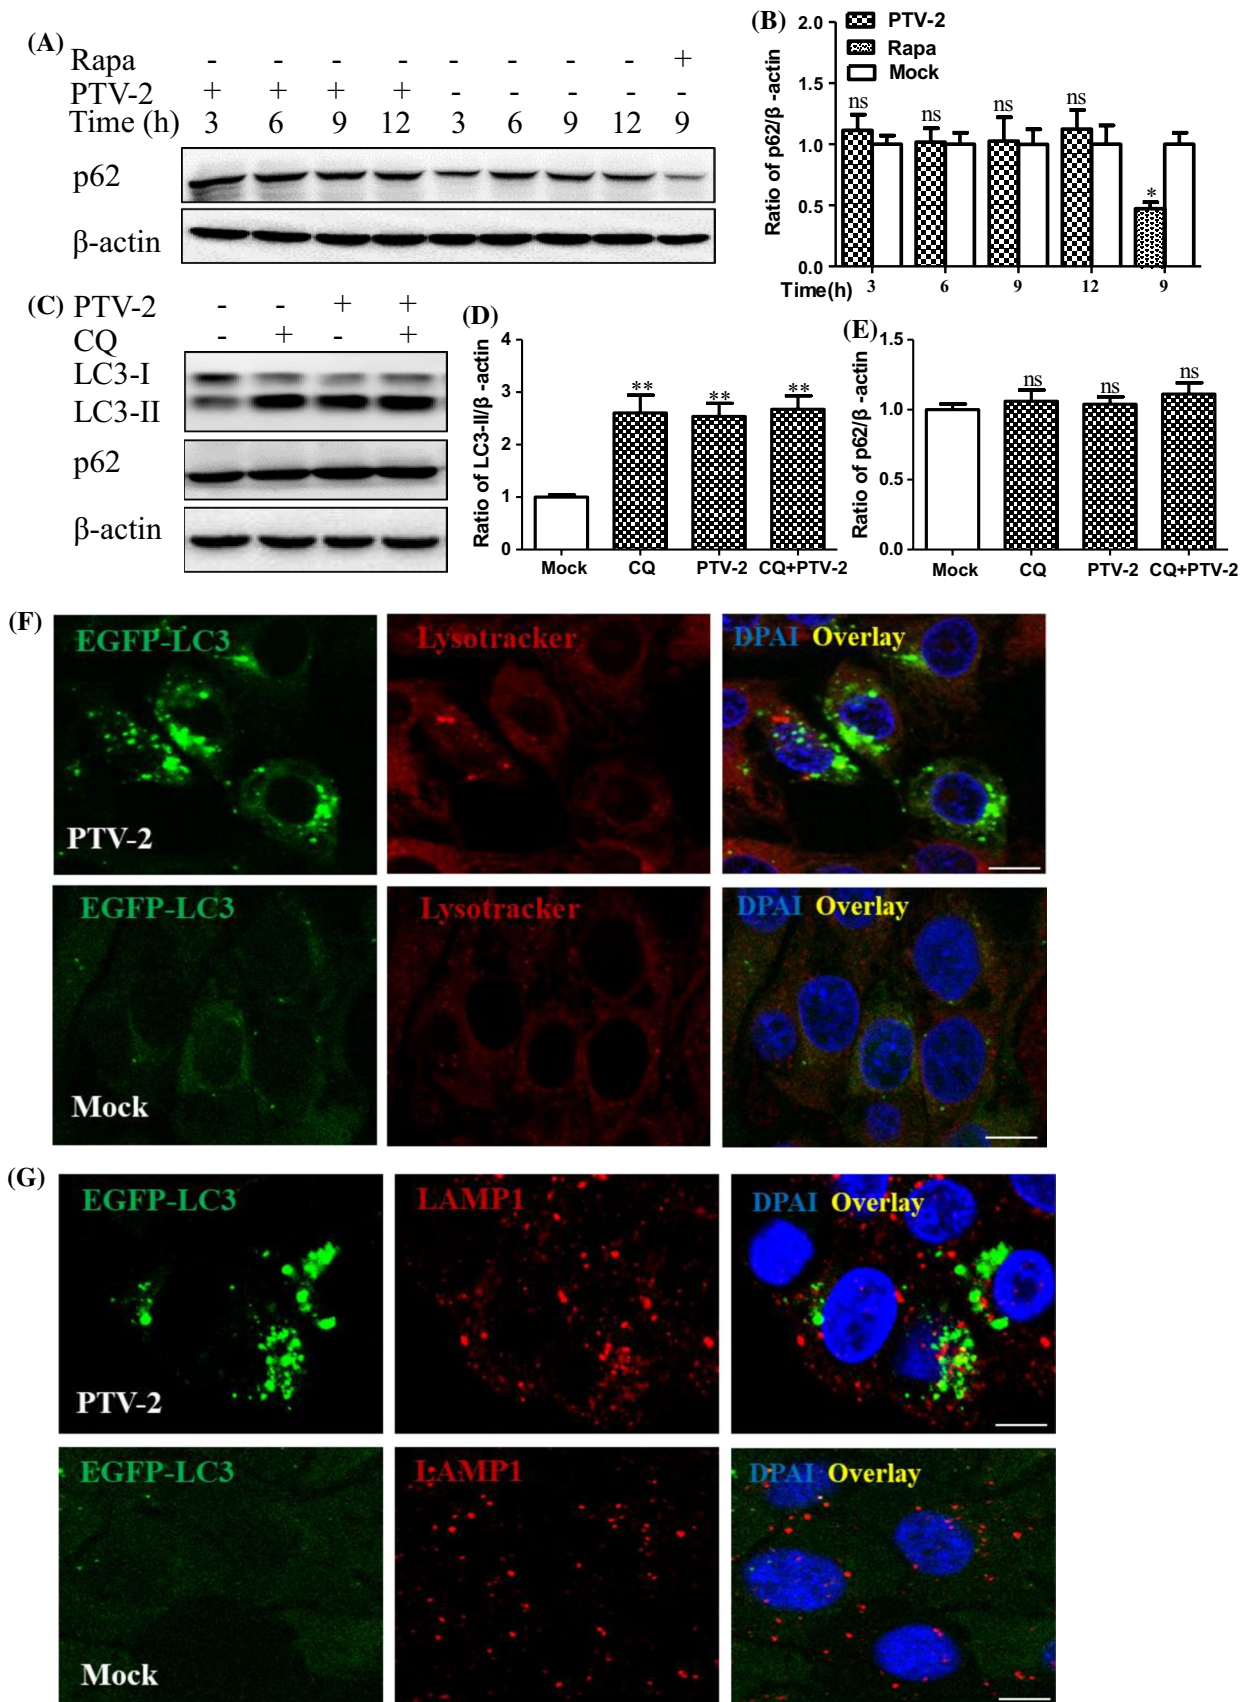 (A)
Rapa - - - - - - - - +
PTV-2 + + + + - - - - -
Time (h) 3 6 9 12 3 6 9 12 9
p62
β-actin
(B)
PTV-2
Rapa
Mock
Ratio of p62/β -actin
2.0
1.5
1.0
0.5
0.0
ns ns ns ns *
Time(h) 3 6 9 12 9
(C) PTV-2 - - + +
CQ - + - +
LC3-I
LC3-II
p62
β-actin
(D)
Ratio of LC3-II/β -actin
4
3
2
1
0
** ** **
Mock CQ PTV-2 CQ+PTV-2
(E)
Ratio of p62/β -actin
1.5
1.0
0.5
0.0
ns ns ns
Mock CQ PTV-2 CQ+PTV-2
(F)
EGFP-LC3 Lysotracker DPAI Overlay
PTV-2
EGFP-LC3 Lysotracker DPAI Overlay
Mock
(G)
EGFP-LC3 LAMP1 DPAI Overlay
PTV-2
EGFP-LC3 LAMP1 DPAI Overlay
Mock